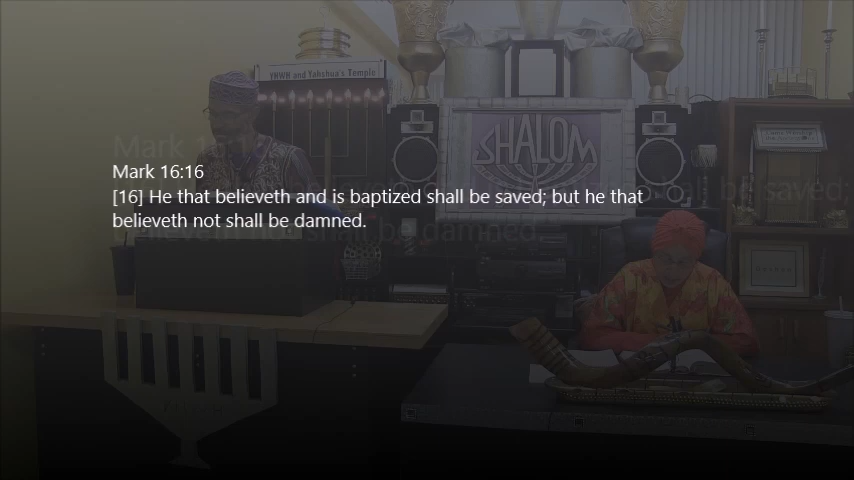 YHWH and Yahshua's Temple
SHALOM
Mark 16:16
[16] He that believeth and is baptized shall be saved; but he that
believeth not shall be damned.